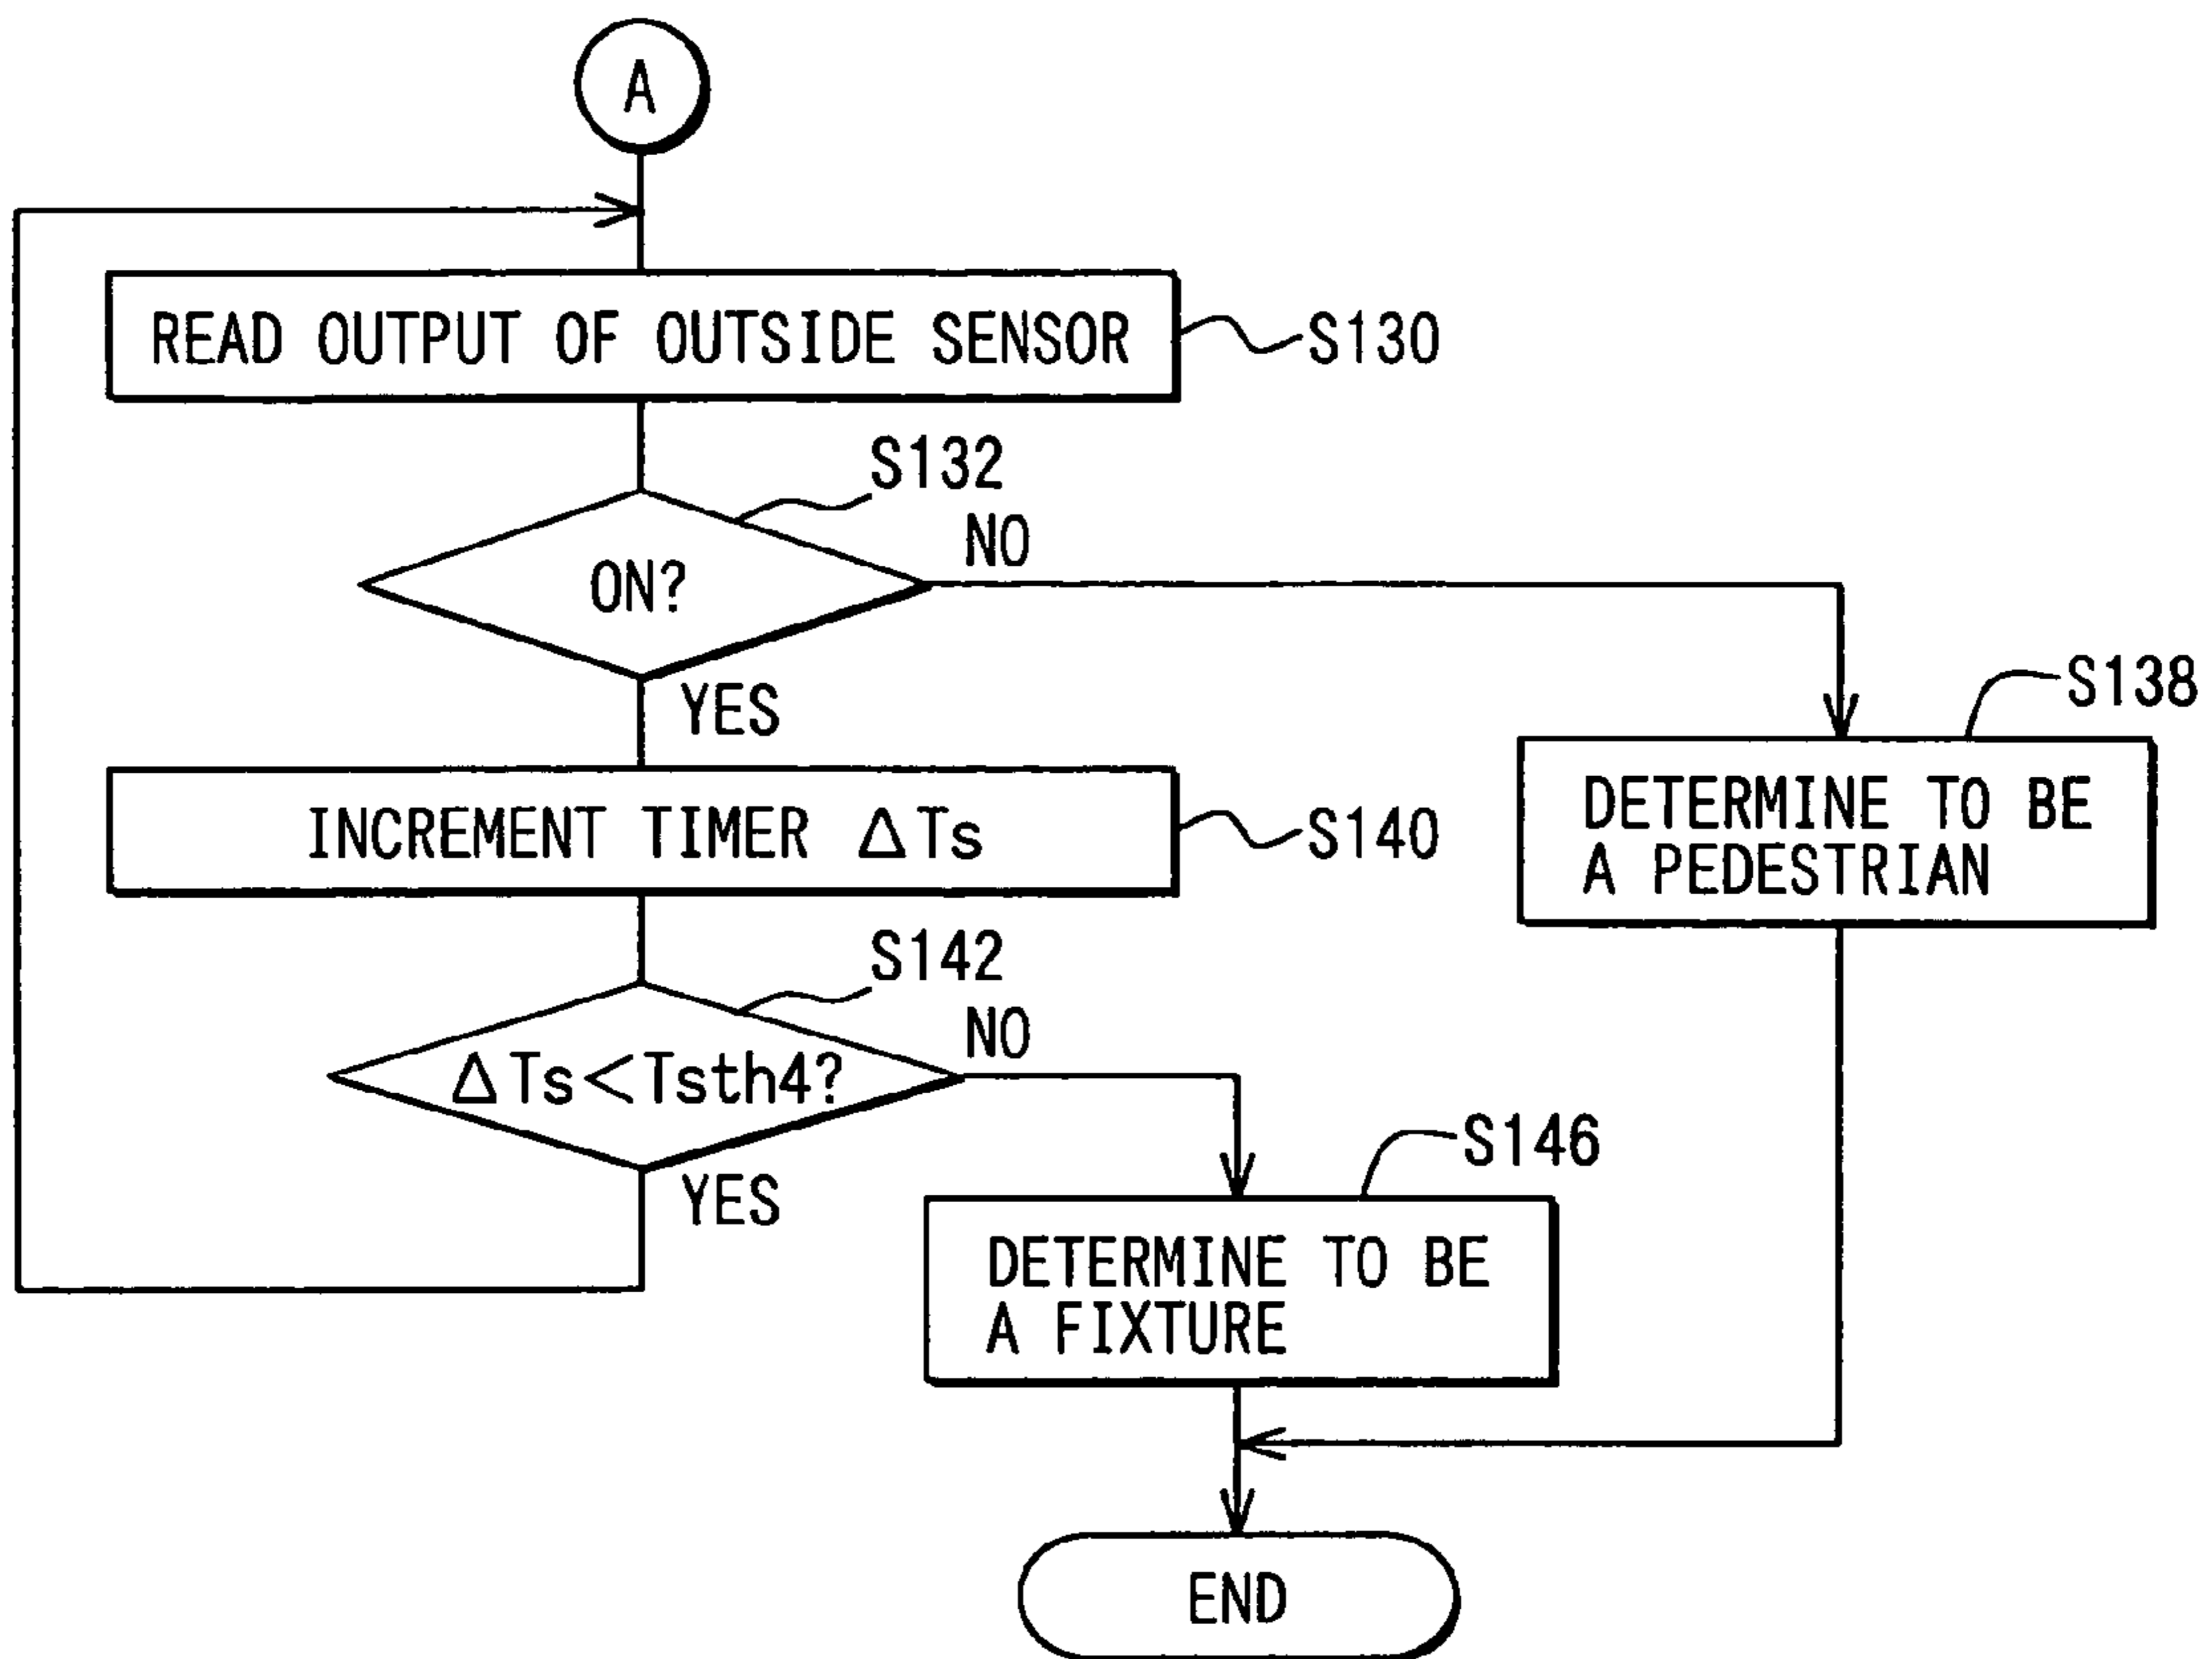 A
READ OUTPUT OF OUTSIDE SENSOR
S130
S132
ON?
NO
YES
S138
DETERMINE TO BE
A PEDESTRIAN
INCREMENT TIMER ΔTs
S140
S142
ΔTs<Tsth4?
NO
YES
S146
DETERMINE TO BE
A FIXTURE
END